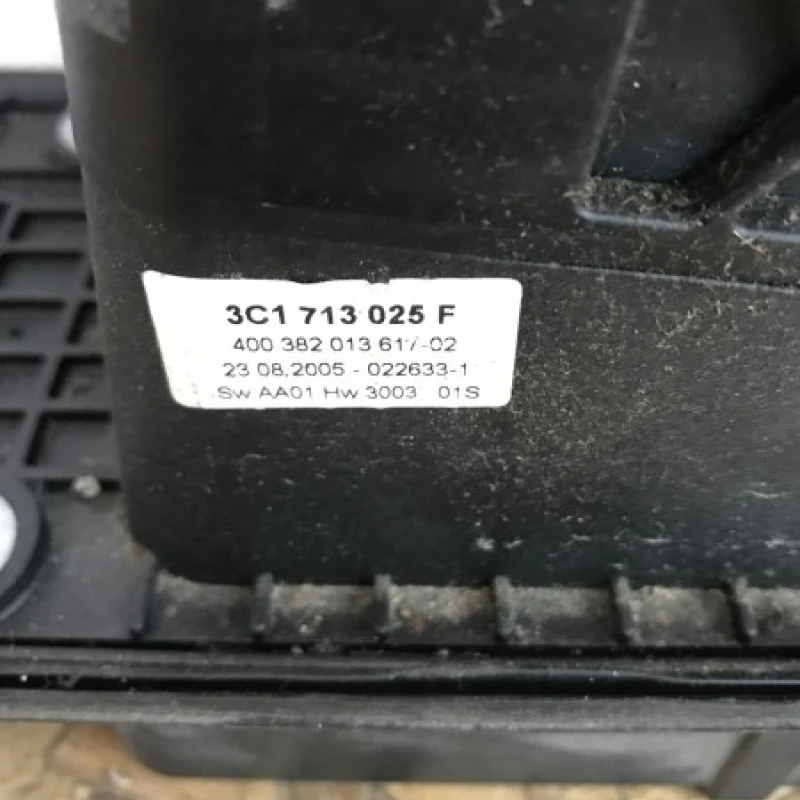 3C1 713 025 F
400 382 013 617-02
23.08.2005 - 022633-1
Sw AA01 Hw 3003 01S